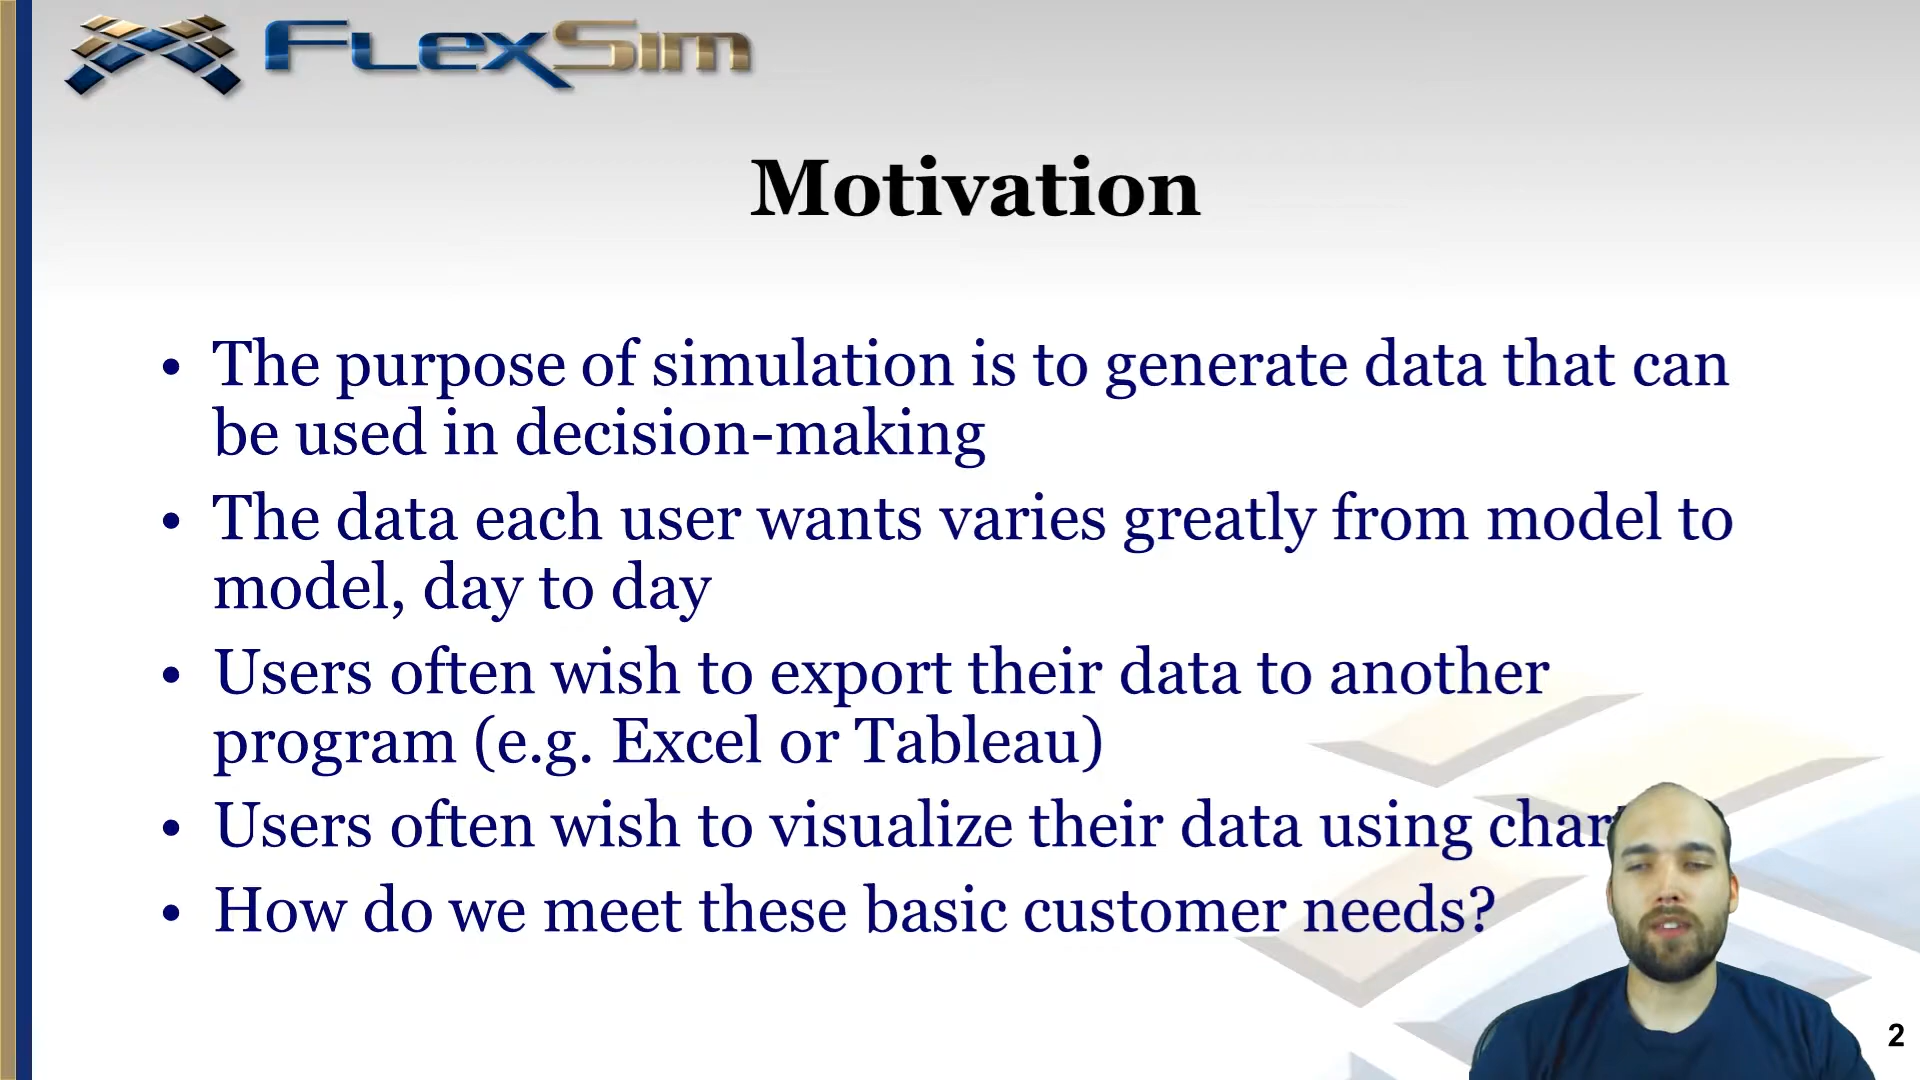 FlexSim
Motivation
• The purpose of simulation is to generate data that can
be used in decision-making
• The data each user wants varies greatly from model to
model, day to day
• Users often wish to export their data to another
program (e.g. Excel or Tableau)
• Users often wish to visualize their data using
• How do we meet these basic customer needs?
2